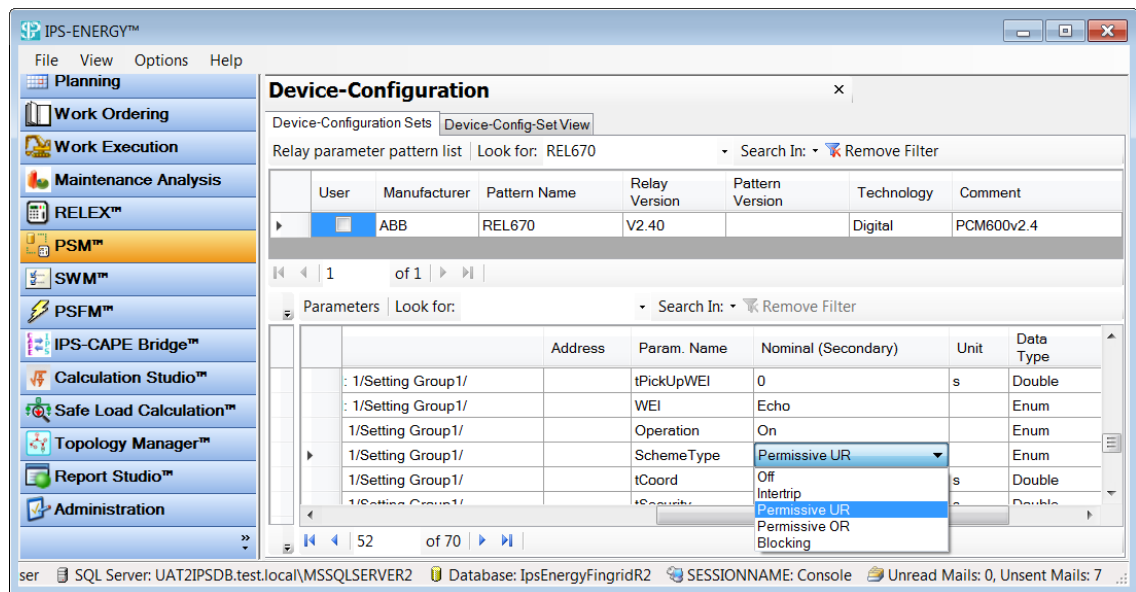 IPS-ENERGY™
File View Options Help
Planning
Work Ordering
Work Execution
Maintenance Analysis
RELEX™
PSM™
SWM™
PSFM™
IPS-CAPE Bridge™
Calculation Studio™
Safe Load Calculation™
Topology Manager™
Report Studio™
Administration
»
Device-Configuration ×
Device-Configuration Sets Device-Config-Set View
Relay parameter pattern list Look for: REL670 Search In: Remove Filter
User Manufacturer Pattern Name Relay Version Pattern Version Technology Comment
ABB REL670 V2.40 Digital PCM600v2.4
1 of 1
Parameters Look for: Search In: Remove Filter
Address Param. Name Nominal (Secondary) Unit Data Type
: 1/Setting Group1/ tPickUpWEI 0 s Double
: 1/Setting Group1/ WEI Echo Enum
1/Setting Group1/ Operation On Enum
1/Setting Group1/ SchemeType Permissive UR Enum
1/Setting Group1/ tCoord s Double
1/Setting Group1/ tSecurity s Double
Off
Intertrip
Permissive UR
Permissive OR
Blocking
52 of 70
ser SQL Server: UAT2IPSDB.test.local\MSSQLSERVER2 Database: IpsEnergyFingridR2 SESSIONNAME: Console Unread Mails: 0, Unsent Mails: 7